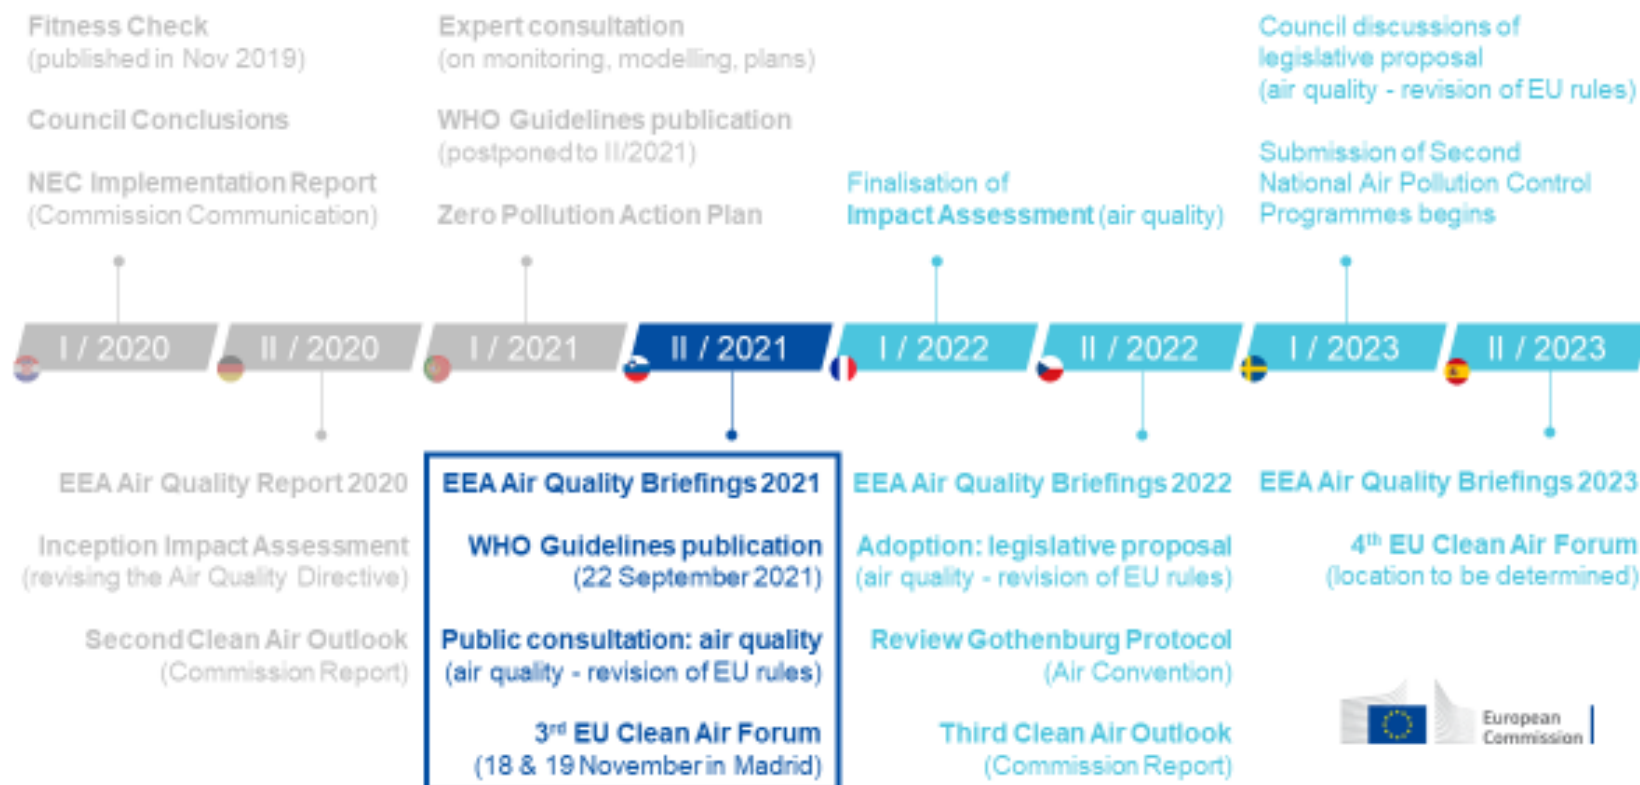 Fitness Check
(published in Nov 2019)
Council Conclusions
NEC Implementation Report
(Commission Communication)
Expert consultation
(on monitoring, modelling, plans)
WHO Guidelines publication
(postponed to II/2021)
Zero Pollution Action Plan
Finalisation of
Impact Assessment (air quality)
Council discussions of
legislative proposal
(air quality - revision of EU rules)
Submission of Second
National Air Pollution Control
Programmes begins
I / 2020
II / 2020
I / 2021
II / 2021
I / 2022
II / 2022
I / 2023
II / 2023
EEA Air Quality Report 2020
Inception Impact Assessment
(revising the Air Quality Directive)
Second Clean Air Outlook
(Commission Report)
EEA Air Quality Briefings 2021
WHO Guidelines publication
(22 September 2021)
Public consultation: air quality
(air quality - revision of EU rules)
3rd EU Clean Air Forum
(18 & 19 November in Madrid)
EEA Air Quality Briefings 2022
Adoption: legislative proposal
(air quality - revision of EU rules)
Review Gothenburg Protocol
(Air Convention)
Third Clean Air Outlook
(Commission Report)
EEA Air Quality Briefings 2023
4th EU Clean Air Forum
(location to be determined)
European
Commission